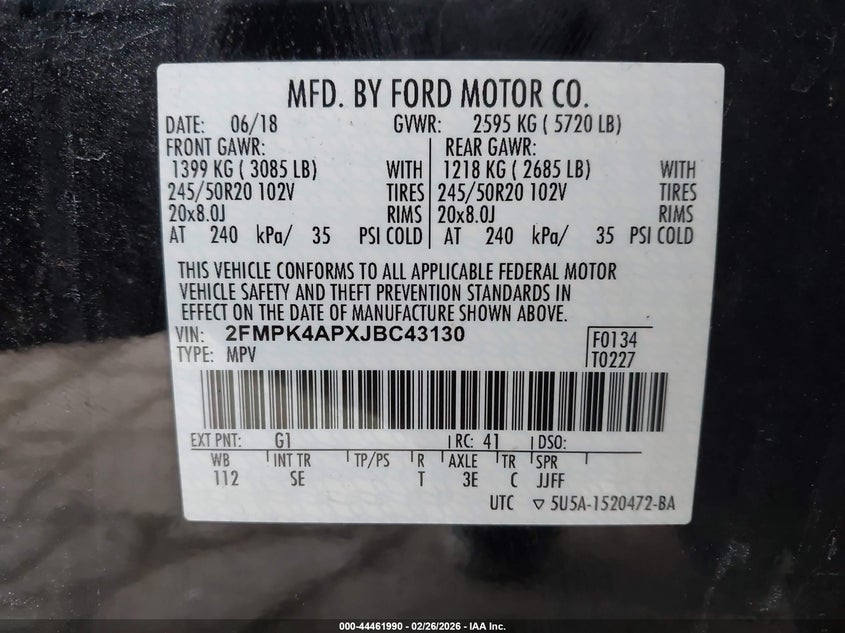 MFD. BY FORD MOTOR CO.
DATE: 06/18 GVWR: 2595 KG ( 5720 LB)
FRONT GAWR: REAR GAWR:
1399 KG ( 3085 LB) WITH 1218 KG ( 2685 LB) WITH
245/50R20 102V TIRES 245/50R20 102V TIRES
20x8.0J RIMS 20x8.0J RIMS
AT 240 kPa/ 35 PSI COLD AT 240 kPa/ 35 PSI COLD
THIS VEHICLE CONFORMS TO ALL APPLICABLE FEDERAL MOTOR
VEHICLE SAFETY AND THEFT PREVENTION STANDARDS IN
EFFECT ON THE DATE OF MANUFACTURE SHOWN ABOVE.
VIN: 2FMPK4APXJBC43130 F0134
TYPE: MPV T0227
EXT PNT: G1 RC: 41 DSO:
WB INT TR TP/PS R AXLE TR SPR
112 SE T 3E C JJFF
UTC ▽ 5U5A-1520472-BA
000-44461990 - 02/26/2026 - IAA Inc.